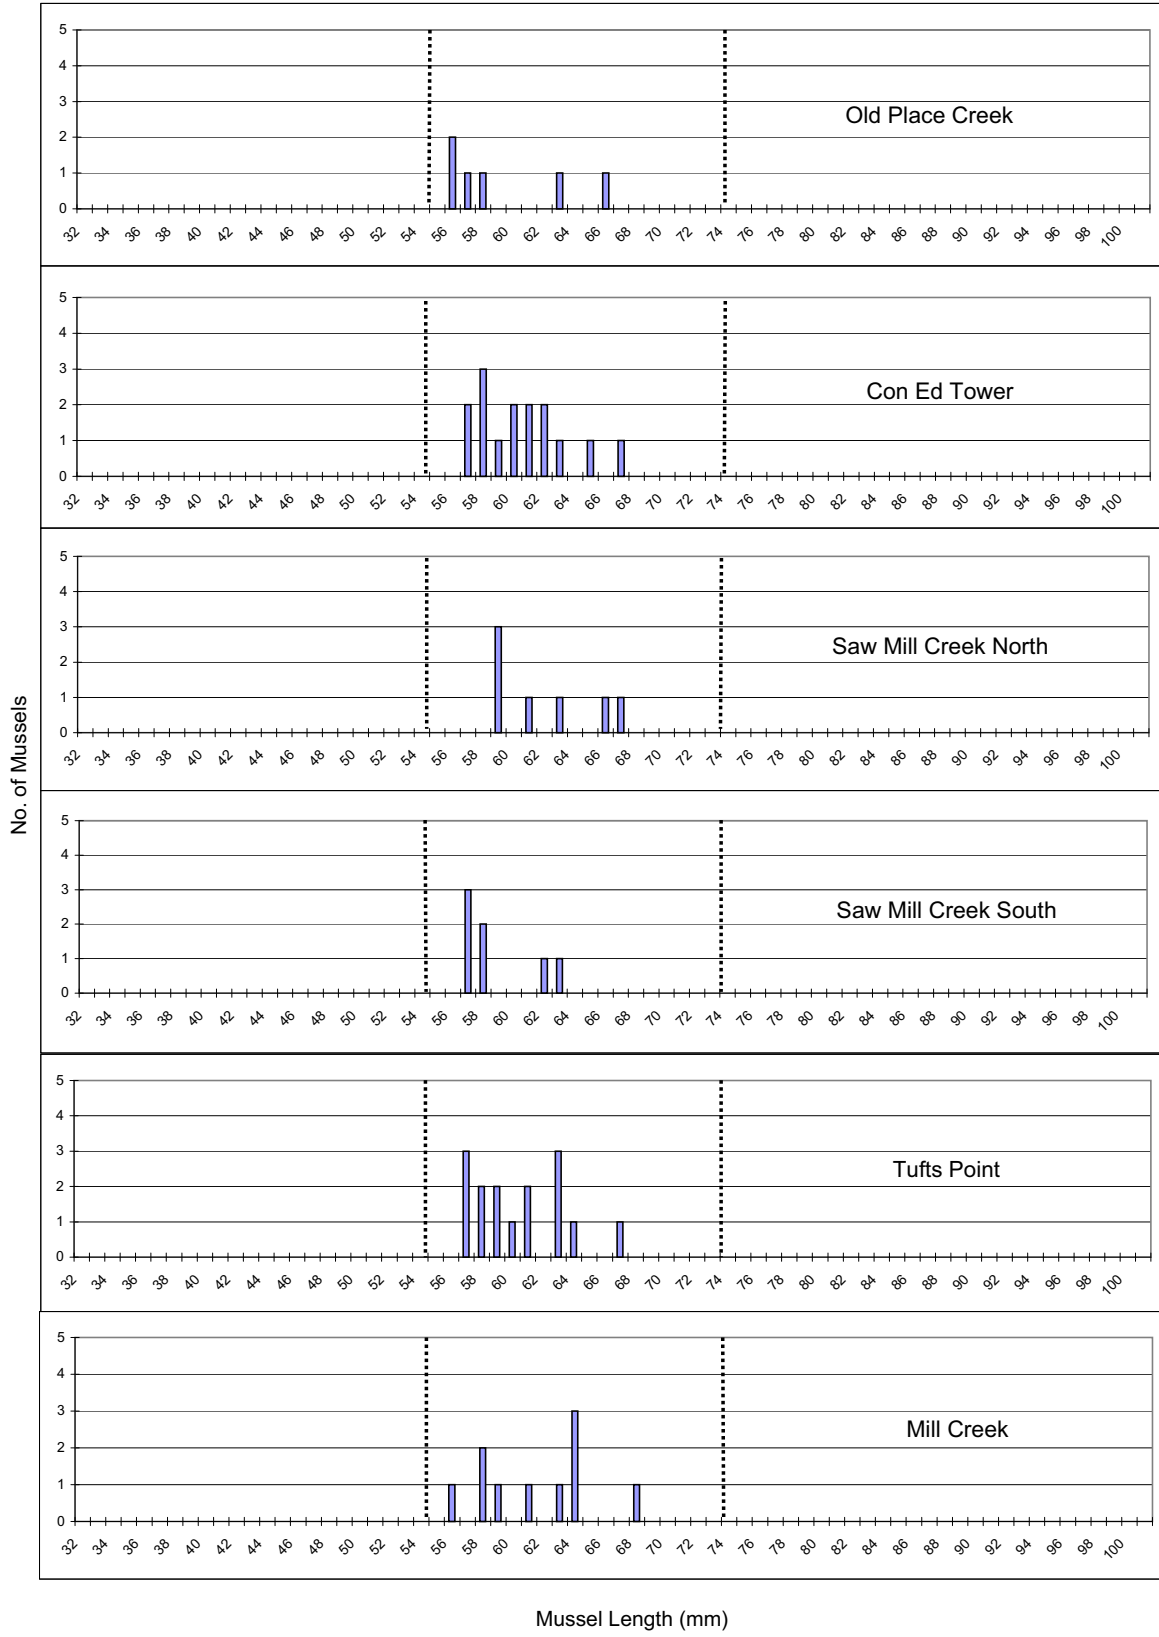 5
4
3
2
1
0
Old Place Creek
32 34 36 38 40 42 44 46 48 50 52 54 56 58 60 62 64 66 68 70 72 74 76 78 80 82 84 86 88 90 92 94 96 98 100
5
4
3
2
1
0
Con Ed Tower
32 34 36 38 40 42 44 46 48 50 52 54 56 58 60 62 64 66 68 70 72 74 76 78 80 82 84 86 88 90 92 94 96 98 100
5
4
3
2
1
0
Saw Mill Creek North
32 34 36 38 40 42 44 46 48 50 52 54 56 58 60 62 64 66 68 70 72 74 76 78 80 82 84 86 88 90 92 94 96 98 100
No. of Mussels
5
4
3
2
1
0
Saw Mill Creek South
32 34 36 38 40 42 44 46 48 50 52 54 56 58 60 62 64 66 68 70 72 74 76 78 80 82 84 86 88 90 92 94 96 98 100
5
4
3
2
1
0
Tufts Point
32 34 36 38 40 42 44 46 48 50 52 54 56 58 60 62 64 66 68 70 72 74 76 78 80 82 84 86 88 90 92 94 96 98 100
5
4
3
2
1
0
Mill Creek
32 34 36 38 40 42 44 46 48 50 52 54 56 58 60 62 64 66 68 70 72 74 76 78 80 82 84 86 88 90 92 94 96 98 100
Mussel Length (mm)